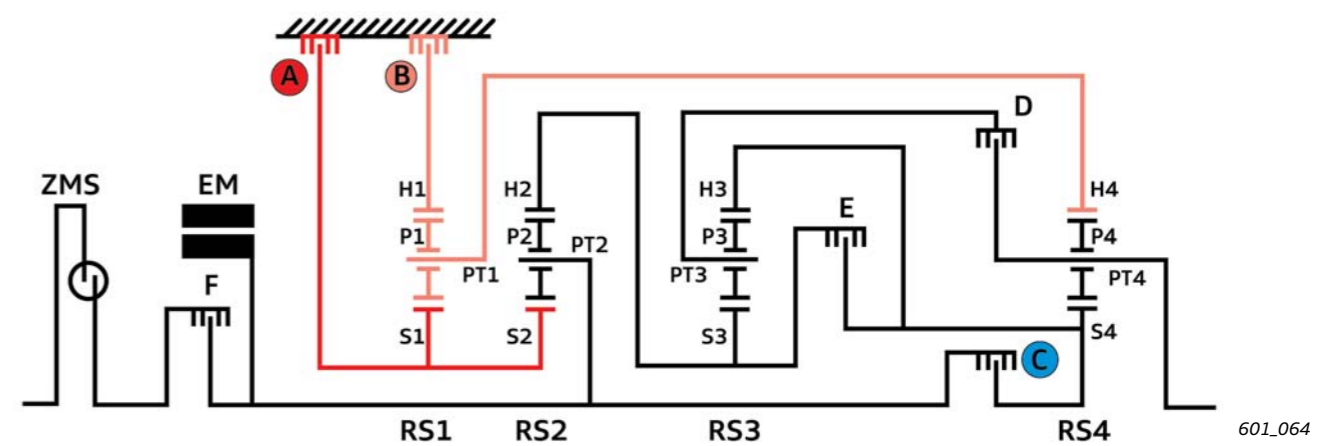 A
B
D
ZMS
EM
H1
H2
H3
E
H4
P1
P2
PT2
P3
P4
F
PT1
PT3
PT4
S1
S2
S3
S4
C
RS1
RS2
RS3
RS4
601_064